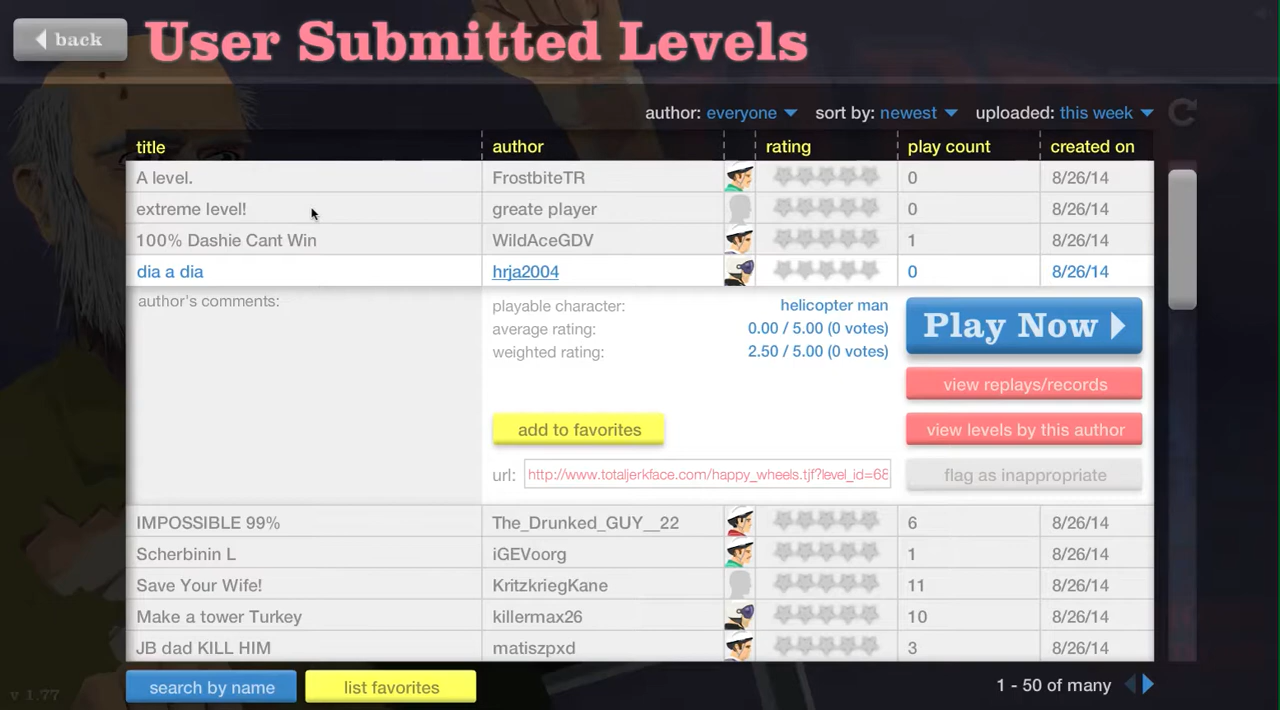 back
User Submitted Levels
author: everyone sort by: newest uploaded: this week
title author rating play count created on
A level. FrostbiteTR 0 8/26/14
extreme level! greate player 0 8/26/14
100% Dashie Cant Win WildAceGDV 1 8/26/14
dia a dia hrja2004 0 8/26/14
author's comments:
playable character: helicopter man
average rating: 0.00 / 5.00 (0 votes)
weighted rating: 2.50 / 5.00 (0 votes)
Play Now
view replays/records
add to favorites
view levels by this author
url: http://www.totaljerkface.com/happy_wheels.tjf?level_id=68
flag as inappropriate
IMPOSSIBLE 99% The_Drunked_GUY__22 6 8/26/14
Scherbinin L iGEVoorg 1 8/26/14
Save Your Wife! KritzkriegKane 11 8/26/14
Make a tower Turkey killermax26 10 8/26/14
JB dad KILL HIM matiszpxd 3 8/26/14
v 1.77
search by name
list favorites
1 - 50 of many